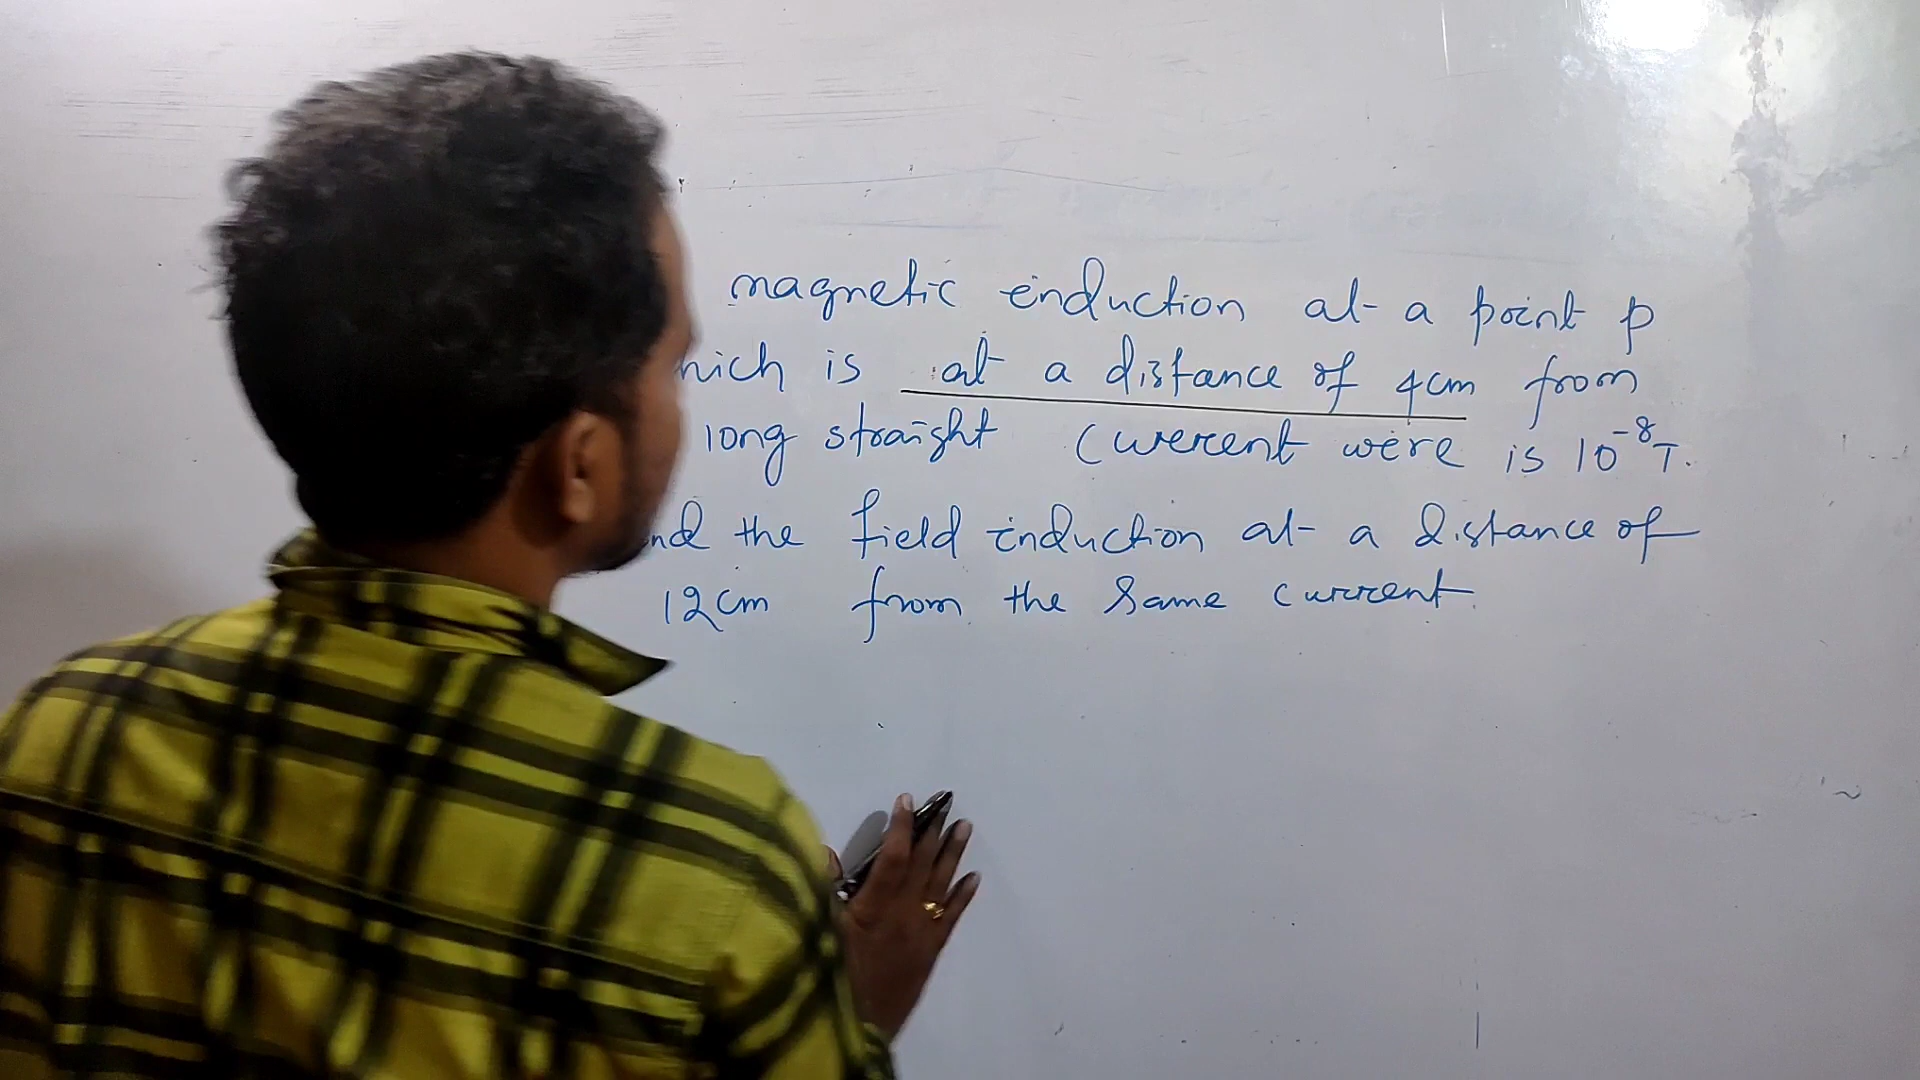 magnetic induction at a point p
hich is at a distance of 4cm from
long straight current wire is 10⁻⁸T.
nd the field induction at a distance of
12cm from the same current.